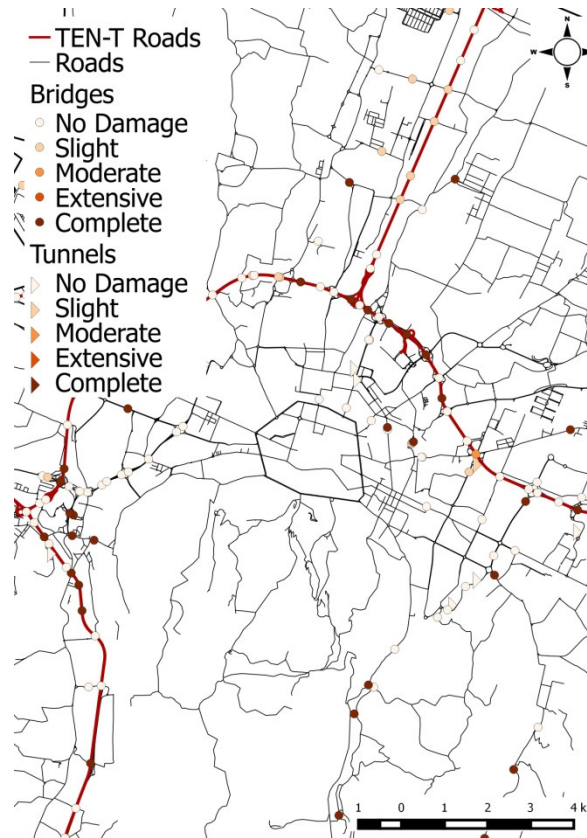 TEN-T Roads
Roads
Bridges
No Damage
Slight
Moderate
Extensive
Complete
Tunnels
No Damage
Slight
Moderate
Extensive
Complete
N
W E
S
1 0 1 2 3 4 k